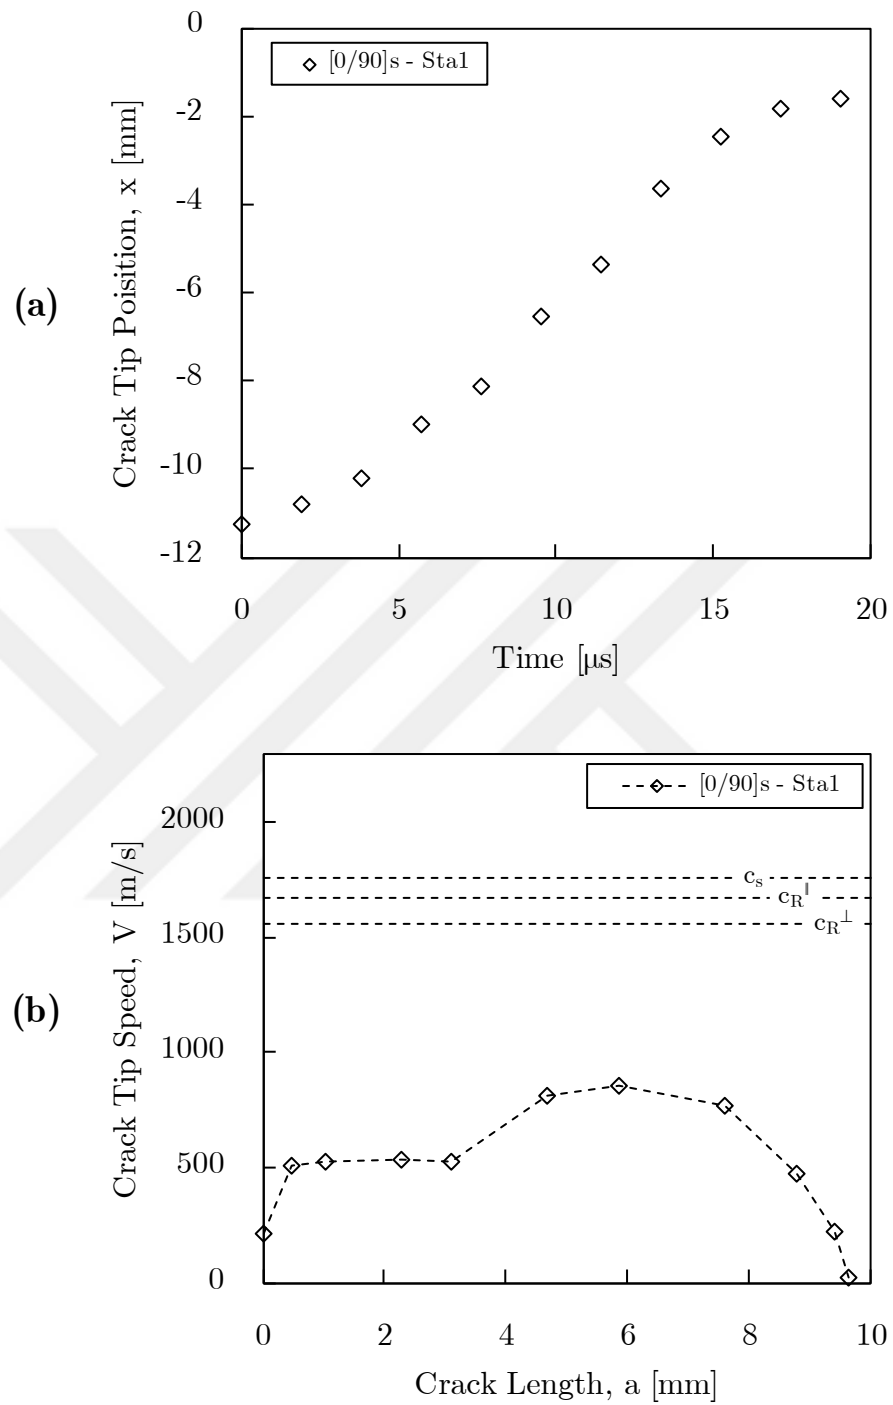 0
[0/90]s - Sta1
-2
-4
-6
-8
-10
-12
Crack Tip Poisition, x [mm]
(a)
0 5 10 15 20
Time [μs]
[0/90]s - Sta1
2000
1500
1000
500
0
cs
cR∥
cR⊥
Crack Tip Speed, V [m/s]
(b)
0 2 4 6 8 10
Crack Length, a [mm]